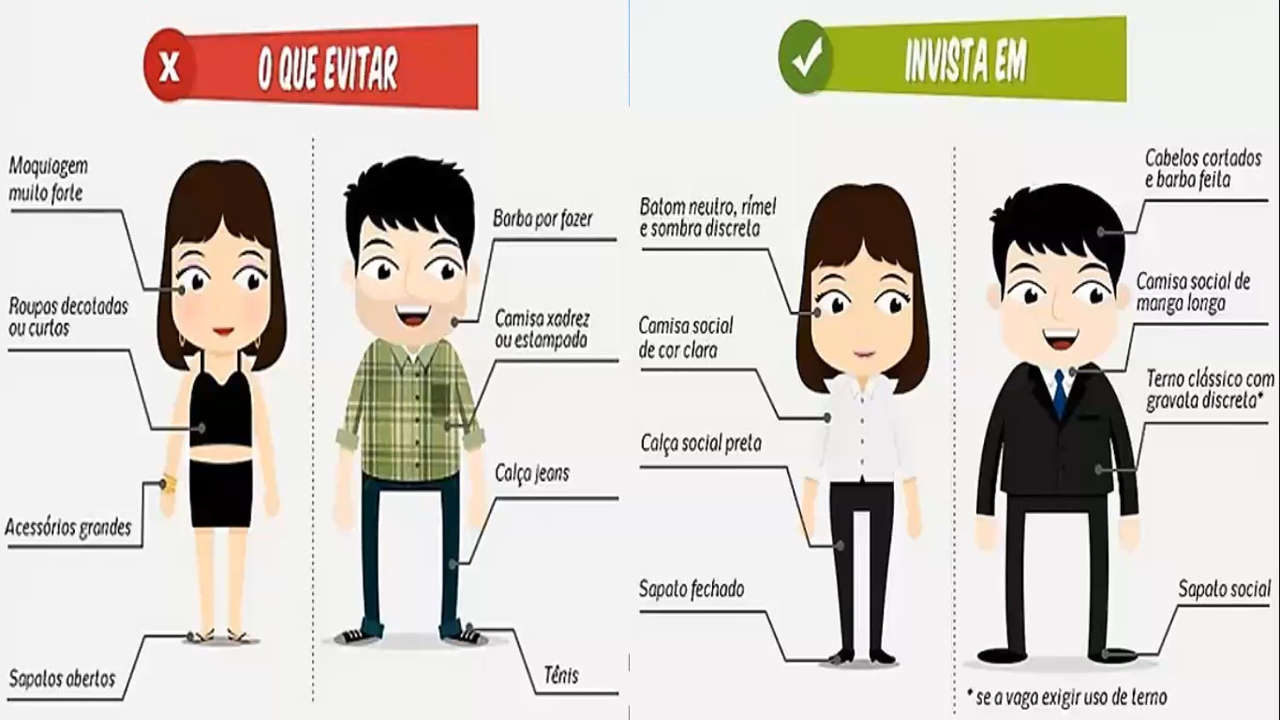 X
O QUE EVITAR
Maquiagem
muito forte
Roupas decotadas
ou curtas
Acessórios grandes
Sapatos abertos
Barba por fazer
Camisa xadrez
ou estampada
Calça jeans
Tênis
INVISTA EM
Batom neutro, rímel
e sombra discreta
Camisa social
de cor clara
Calça social preta
Sapato fechado
Cabelos cortados
e barba feita
Camisa social de
manga longa
Terno clássico com
gravata discreta*
Sapato social
* se a vaga exigir uso de terno